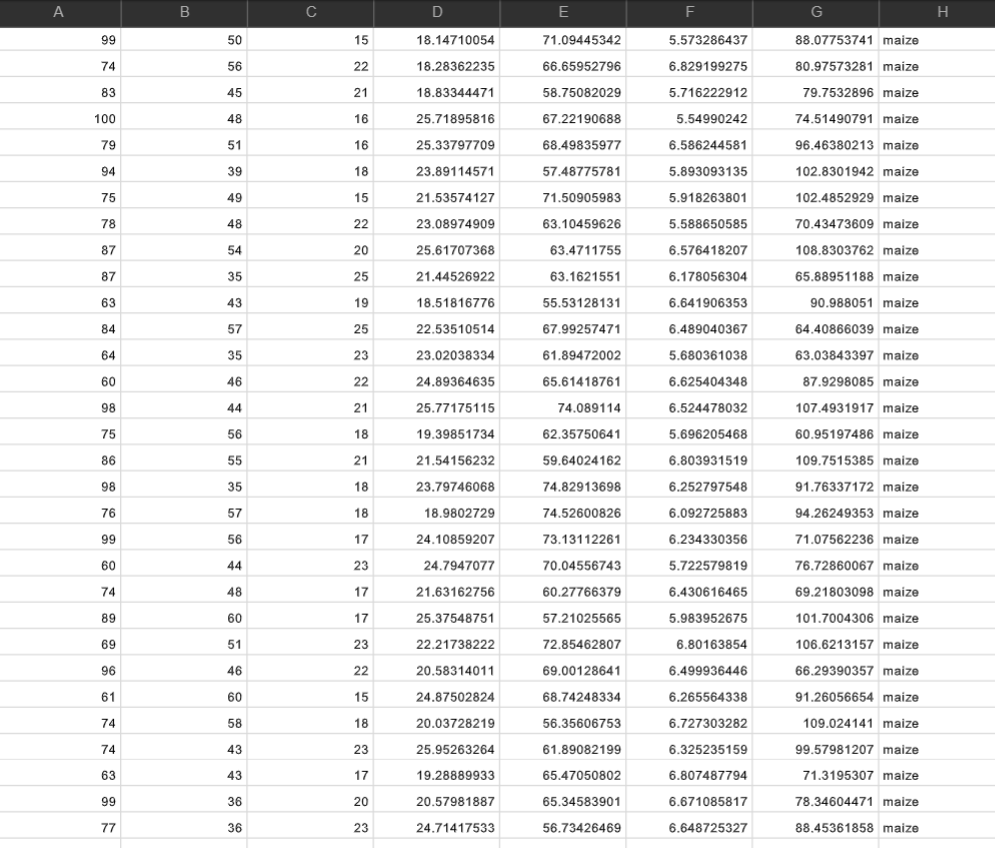 A B C D E F G H
99 50 15 18.14710054 71.09445342 5.573286437 88.07753741 maize
74 56 22 18.28362235 66.65952796 6.829199275 80.97573281 maize
83 45 21 18.83344471 58.75082029 5.716222912 79.7532896 maize
100 48 16 25.71895816 67.22190688 5.54990242 74.51490791 maize
79 51 16 25.33797709 68.49835977 6.586244581 96.46380213 maize
94 39 18 23.89114571 57.48775781 5.893093135 102.8301942 maize
75 49 15 21.53574127 71.50905983 5.918263801 102.4852929 maize
78 48 22 23.08974909 63.10459626 5.588650585 70.43473609 maize
87 54 20 25.61707368 63.4711755 6.576418207 108.8303762 maize
87 35 25 21.44526922 63.1621551 6.178056304 65.88951188 maize
63 43 19 18.51816776 55.53128131 6.641906353 90.988051 maize
84 57 25 22.53510514 67.99257471 6.489040367 64.40866039 maize
64 35 23 23.02038334 61.89472002 5.680361038 63.03843397 maize
60 46 22 24.89364635 65.61418761 6.625404348 87.9298085 maize
98 44 21 25.77175115 74.089114 6.524478032 107.4931917 maize
75 56 18 19.39851734 62.35750641 5.696205468 60.95197486 maize
86 55 21 21.54156232 59.64024162 6.803931519 109.7515385 maize
98 35 18 23.79746068 74.82913698 6.252797548 91.76337172 maize
76 57 18 18.9802729 74.52600826 6.092725883 94.26249353 maize
99 56 17 24.10859207 73.13112261 6.234330356 71.07562236 maize
60 44 23 24.7947077 70.04556743 5.722579819 76.72860067 maize
74 48 17 21.63162756 60.27766379 6.430616465 69.21803098 maize
89 60 17 25.37548751 57.21025565 5.983952675 101.7004306 maize
69 51 23 22.21738222 72.85462807 6.80163854 106.6213157 maize
96 46 22 20.58314011 69.00128641 6.499936446 66.29390357 maize
61 60 15 24.87502824 68.74248334 6.265564338 91.26056654 maize
74 58 18 20.03728219 56.35606753 6.727303282 109.024141 maize
74 43 23 25.95263264 61.89082199 6.325235159 99.57981207 maize
63 43 17 19.28889933 65.47050802 6.807487794 71.3195307 maize
99 36 20 20.57981887 65.34583901 6.671085817 78.34604471 maize
77 36 23 24.71417533 56.73426469 6.648725327 88.45361858 maize